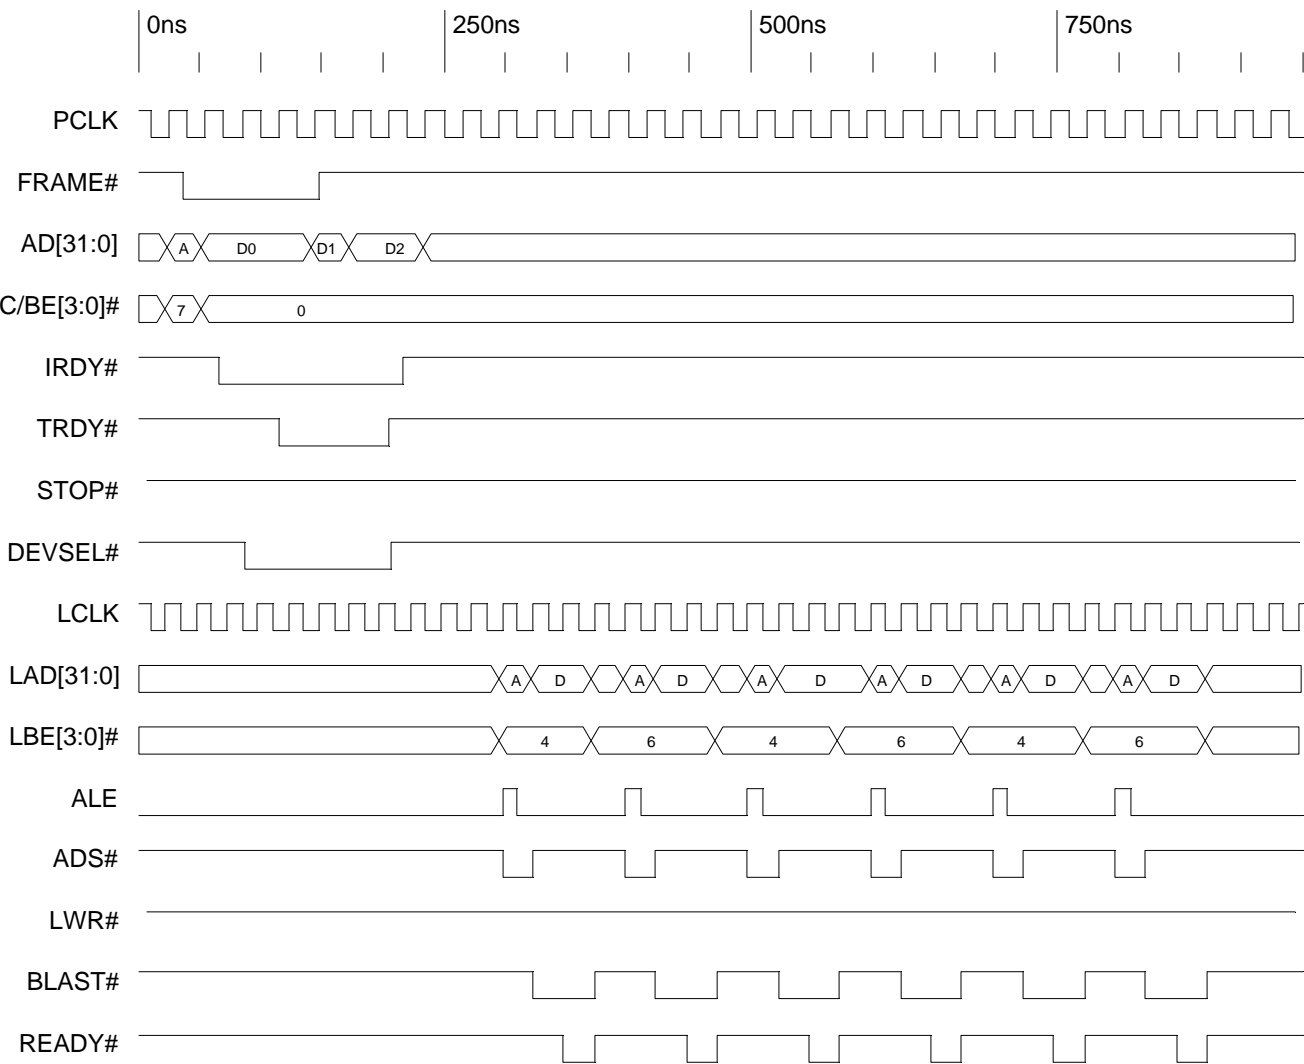 0ns 250ns 500ns 750ns
PCLK
FRAME#
AD[31:0] A D0 D1 D2
C/BE[3:0]# 7 0
IRDY#
TRDY#
STOP#
DEVSEL#
LCLK
LAD[31:0] A D A D A D A D A D A D
LBE[3:0]# 4 6 4 6 4 6
ALE
ADS#
LWR#
BLAST#
READY#